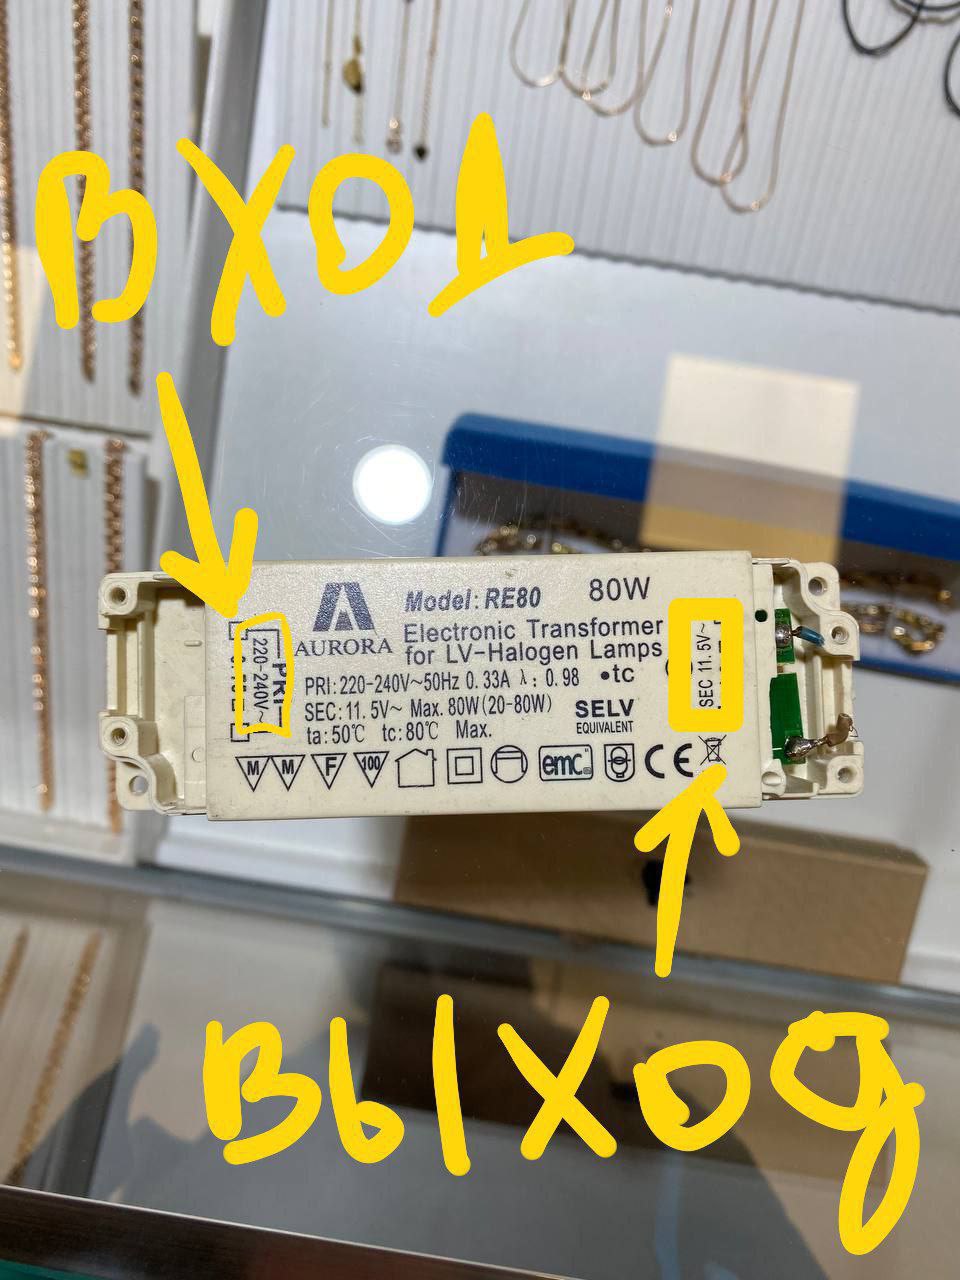 вход
220-240V~
PRI
AURORA
Model: RE80 80W
Electronic Transformer
for LV-Halogen Lamps
PRI: 220-240V~50Hz 0.33A λ: 0.98 •tc
SEC: 11.5V~ Max. 80W(20-80W)
ta:50℃ tc:80℃ Max.
SELV
EQUIVALENT
SEC 11.5V~
M M F 100 emc CE
Выход